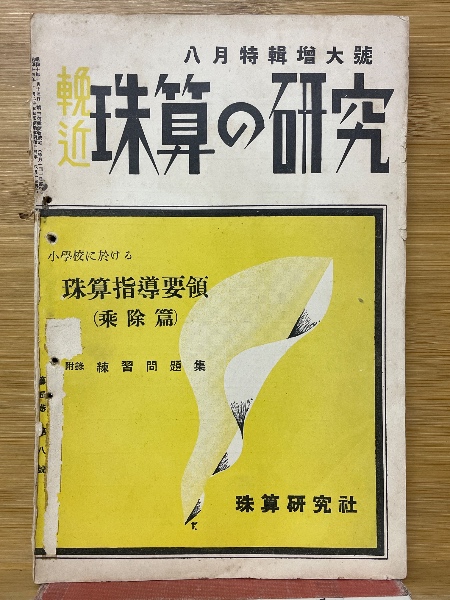 八月特輯增大號
輓近
珠算の研究
小學校に於ける
珠算指導要領
(乘除篇)
附錄 練習問題集
珠算研究社